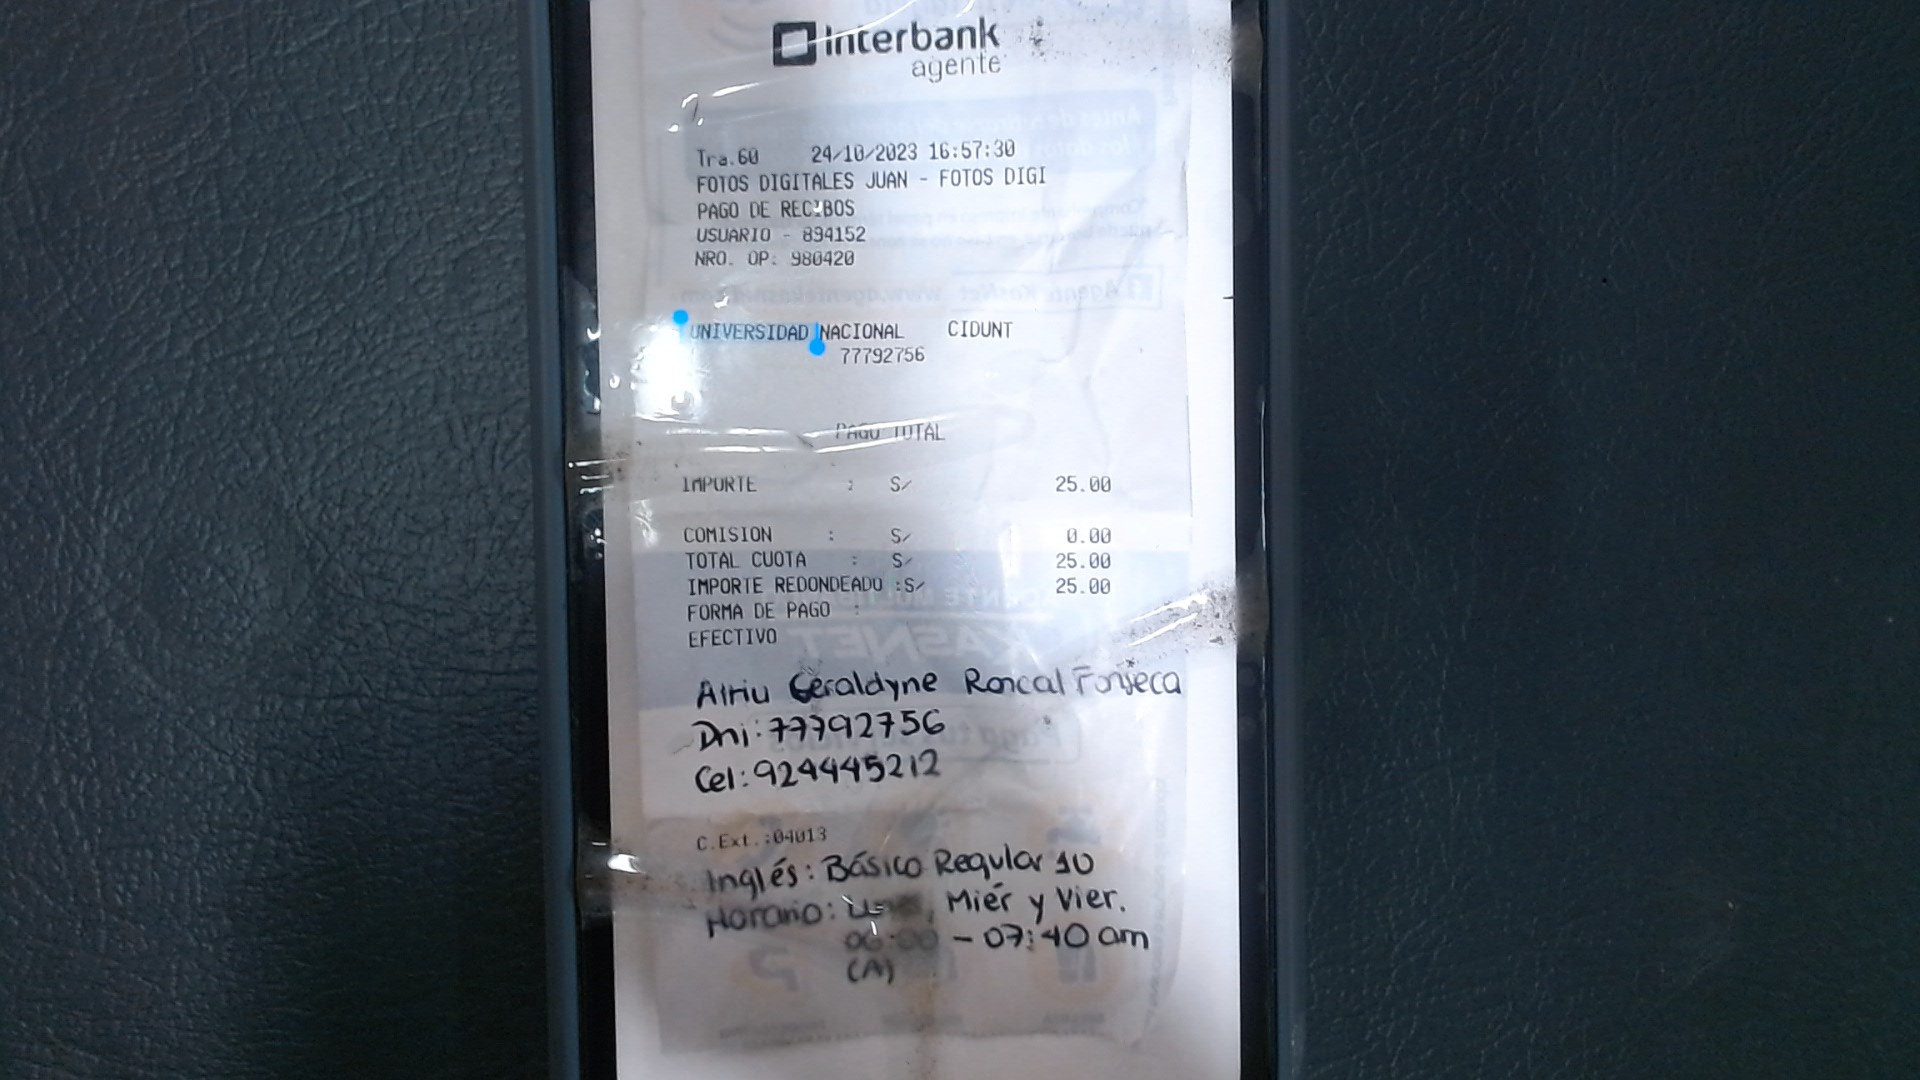 Interbank
agente
Tra.60 24/10/2023 16:57:30
FOTOS DIGITALES JUAN - FOTOS DIGI
PAGO DE RECIBOS
USUARIO - 894152
NRO. OP: 980420
UNIVERSIDAD NACIONAL CIDUNT
77792756
PAGO TOTAL
IMPORTE : S/ 25.00
COMISION : S/ 0.00
TOTAL CUOTA : S/ 25.00
IMPORTE REDONDEADO :S/ 25.00
FORMA DE PAGO :
EFECTIVO
Geraldyne Roncal Fonseca
Dni: 77792756
Cel: 924445212
C.Ext.:04013
Inglés: Básico Regular 10
Horario: Miér y Vier.
06:00 - 07:40 am
(A)